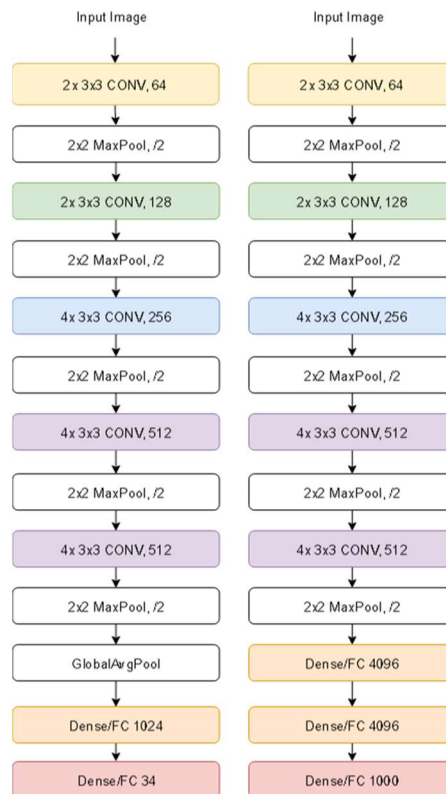 Input Image
2x 3x3 CONV, 64
2x2 MaxPool, /2
2x 3x3 CONV, 128
2x2 MaxPool, /2
4x 3x3 CONV, 256
2x2 MaxPool, /2
4x 3x3 CONV, 512
2x2 MaxPool, /2
4x 3x3 CONV, 512
2x2 MaxPool, /2
GlobalAvgPool
Dense/FC 1024
Dense/FC 34
Input Image
2x 3x3 CONV, 64
2x2 MaxPool, /2
2x 3x3 CONV, 128
2x2 MaxPool, /2
4x 3x3 CONV, 256
2x2 MaxPool, /2
4x 3x3 CONV, 512
2x2 MaxPool, /2
4x 3x3 CONV, 512
2x2 MaxPool, /2
Dense/FC 4096
Dense/FC 4096
Dense/FC 1000